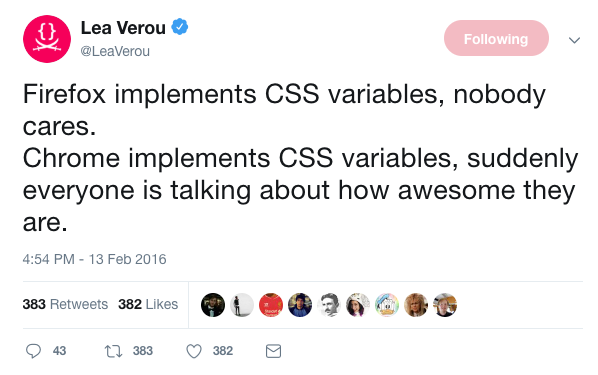 Lea Verou
@LeaVerou
Following
Firefox implements CSS variables, nobody
cares.
Chrome implements CSS variables, suddenly
everyone is talking about how awesome they
are.
4:54 PM - 13 Feb 2016
383 Retweets 382 Likes
43 383 382